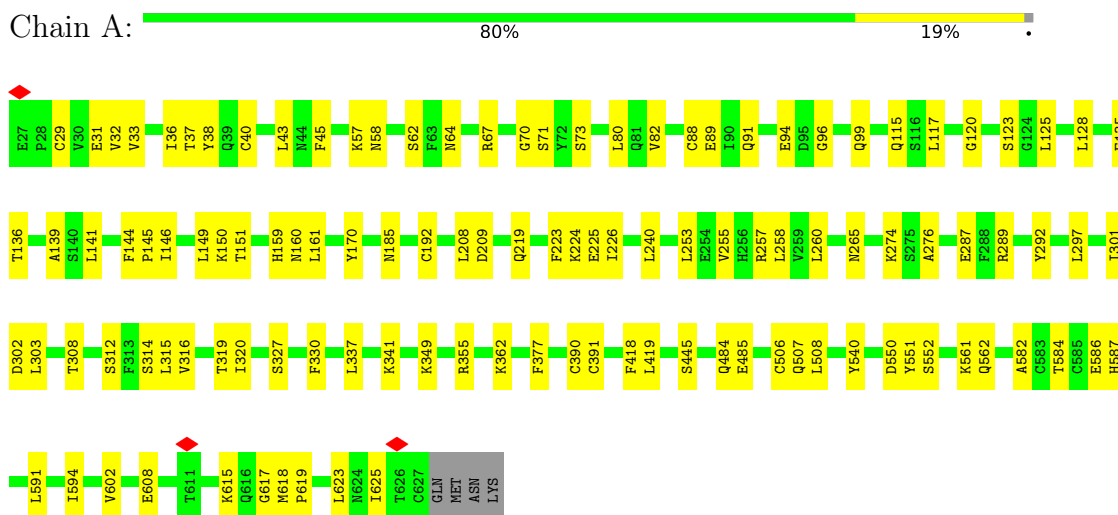 Chain A:
80% 19% •
E27 P28 C29 V30 E31 V32 V33 I36 T37 Y38 Q39 C40 L43 N44 F45 K57 N58 S62 F63 N64 R67 G70 S71 Y72 S73 L80 Q81 V82 C88 E89 I90 Q91 E94 D95 G96 Q99 Q115 S116 L117 G120 S123 G124 L125 L128
T136 A139 S140 L141 F144 P145 I146 L149 K150 T151 H159 N160 L161 Y170 N185 C192 L208 D209 Q219 F223 K224 E225 I226 L240 L253 E254 V255 H256 R257 L258 V259 L260 N265 K274 S275 A276 E287 F288 R289 Y292 L297
D302 L303 T308 S312 F313 S314 L315 V316 T319 I320 S327 F330 L337 K341 K349 R355 K362 F377 C390 C391 F418 L419 S445 Q484 E485 C506 Q507 L508 Y540 D550 Y551 S552 K561 Q562 A582 C583 T584 C585 E586 H587
L591 I594 V602 E608 T611 K615 Q616 G617 M618 P619 L623 N624 I625 T626 C627 GLN MET ASN LYS